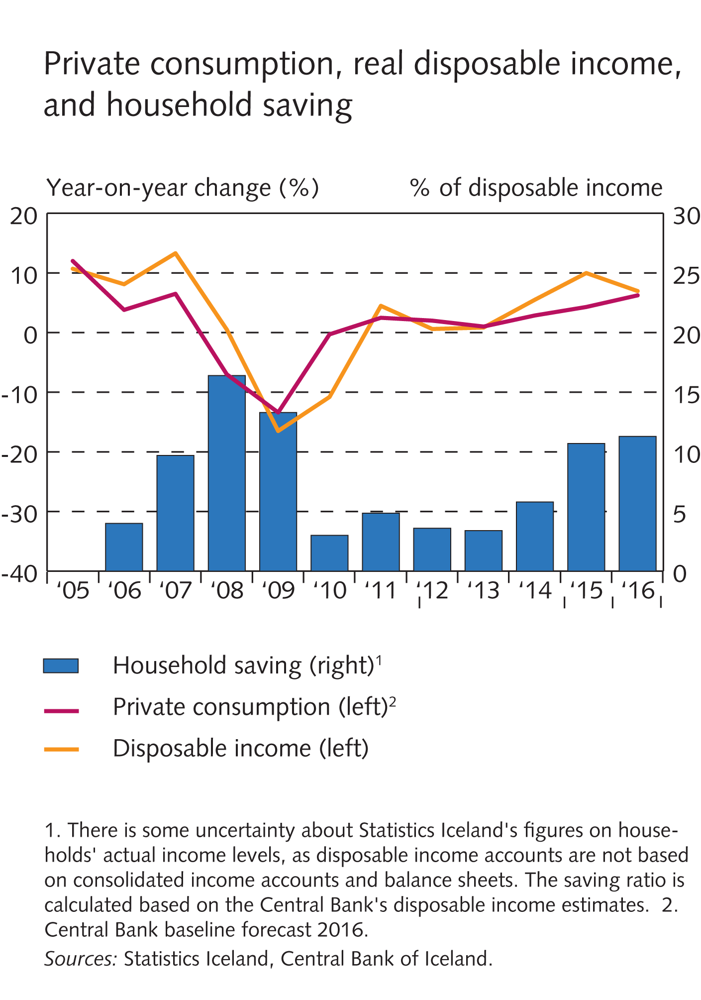 Private consumption, real disposable income,
and household saving
Year-on-year change (%) % of disposable income
20 30
10 25
0 20
-10 15
-20 10
-30 5
-40 0
‘05 ‘06 ‘07 ‘08 ‘09 ‘10 ‘11 ‘12 ‘13 ‘14 ‘15 ‘16
Household saving (right)¹
Private consumption (left)²
Disposable income (left)
1. There is some uncertainty about Statistics Iceland's figures on house-
holds' actual income levels, as disposable income accounts are not based
on consolidated income accounts and balance sheets. The saving ratio is
calculated based on the Central Bank's disposable income estimates. 2.
Central Bank baseline forecast 2016.
Sources: Statistics Iceland, Central Bank of Iceland.